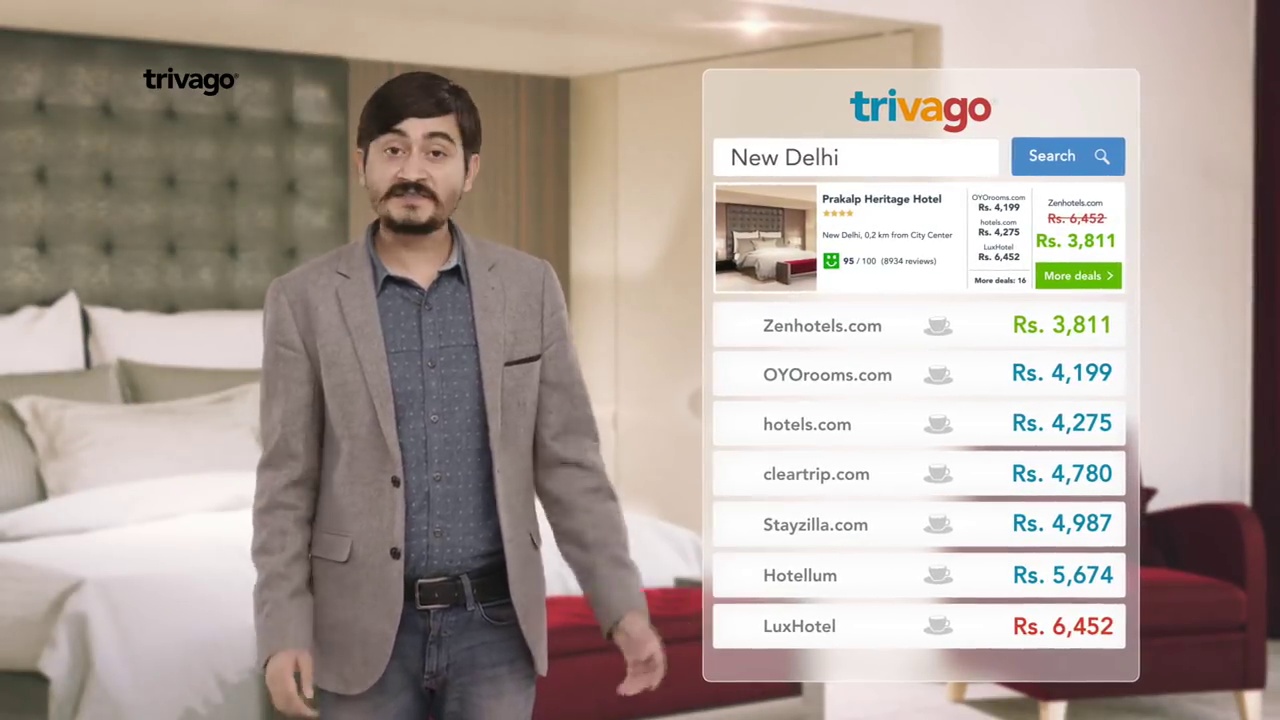 trivago
trivago
New Delhi
Search
Prakalp Heritage Hotel
New Delhi, 0,2 km from City Center
95 / 100 (8934 reviews)
OYOrooms.com
Rs. 4,199
hotels.com
Rs. 4,275
LuxHotel
Rs. 6,452
More deals: 16
Zenhotels.com
Rs. 6,452
Rs. 3,811
More deals >
Zenhotels.com Rs. 3,811
OYOrooms.com Rs. 4,199
hotels.com Rs. 4,275
cleartrip.com Rs. 4,780
Stayzilla.com Rs. 4,987
Hotellum Rs. 5,674
LuxHotel Rs. 6,452